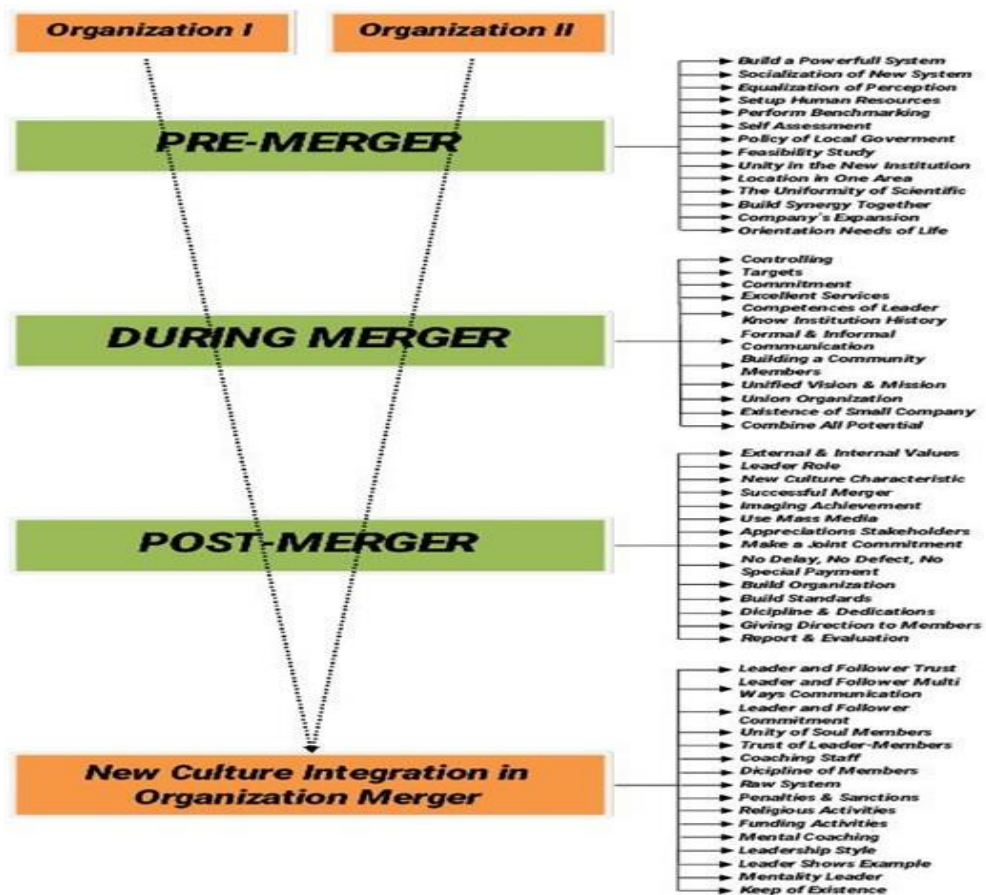 Organization I
Organization II
PRE-MERGER
Build a Powerfull System
Socialization of New System
Equalization of Perception
Setup Human Resources
Perform Benchmarking
Self Assessment
Policy of Local Goverment
Feasibility Study
Unity in the New Institution
Location in One Area
The Uniformity of Scientific
Build Synergy Together
Company's Expansion
Orientation Needs of Life
DURING MERGER
Controlling
Targets
Commitment
Excellent Services
Competences of Leader
Know Institution History
Formal & Informal
Communication
Building a Community
Members
Unified Vision & Mission
Union Organization
Existence of Small Company
Combine All Potential
POST-MERGER
External & Internal Values
Leader Role
New Culture Characteristic
Successful Merger
Imaging Achievement
Use Mass Media
Appreciations Stakeholders
Make a Joint Commitment
No Delay, No Defect, No
Special Payment
Build Organization
Build Standards
Dicipline & Dedications
Giving Direction to Members
Report & Evaluation
New Culture Integration in
Organization Merger
Leader and Follower Trust
Leader and Follower Multi
Ways Communication
Leader and Follower
Commitment
Unity of Soul Members
Trust of Leader-Members
Coaching Staff
Dicipline of Members
Raw System
Penalties & Sanctions
Religious Activities
Funding Activities
Mental Coaching
Leadership Style
Leader Shows Example
Mentality Leader
Keep of Existence